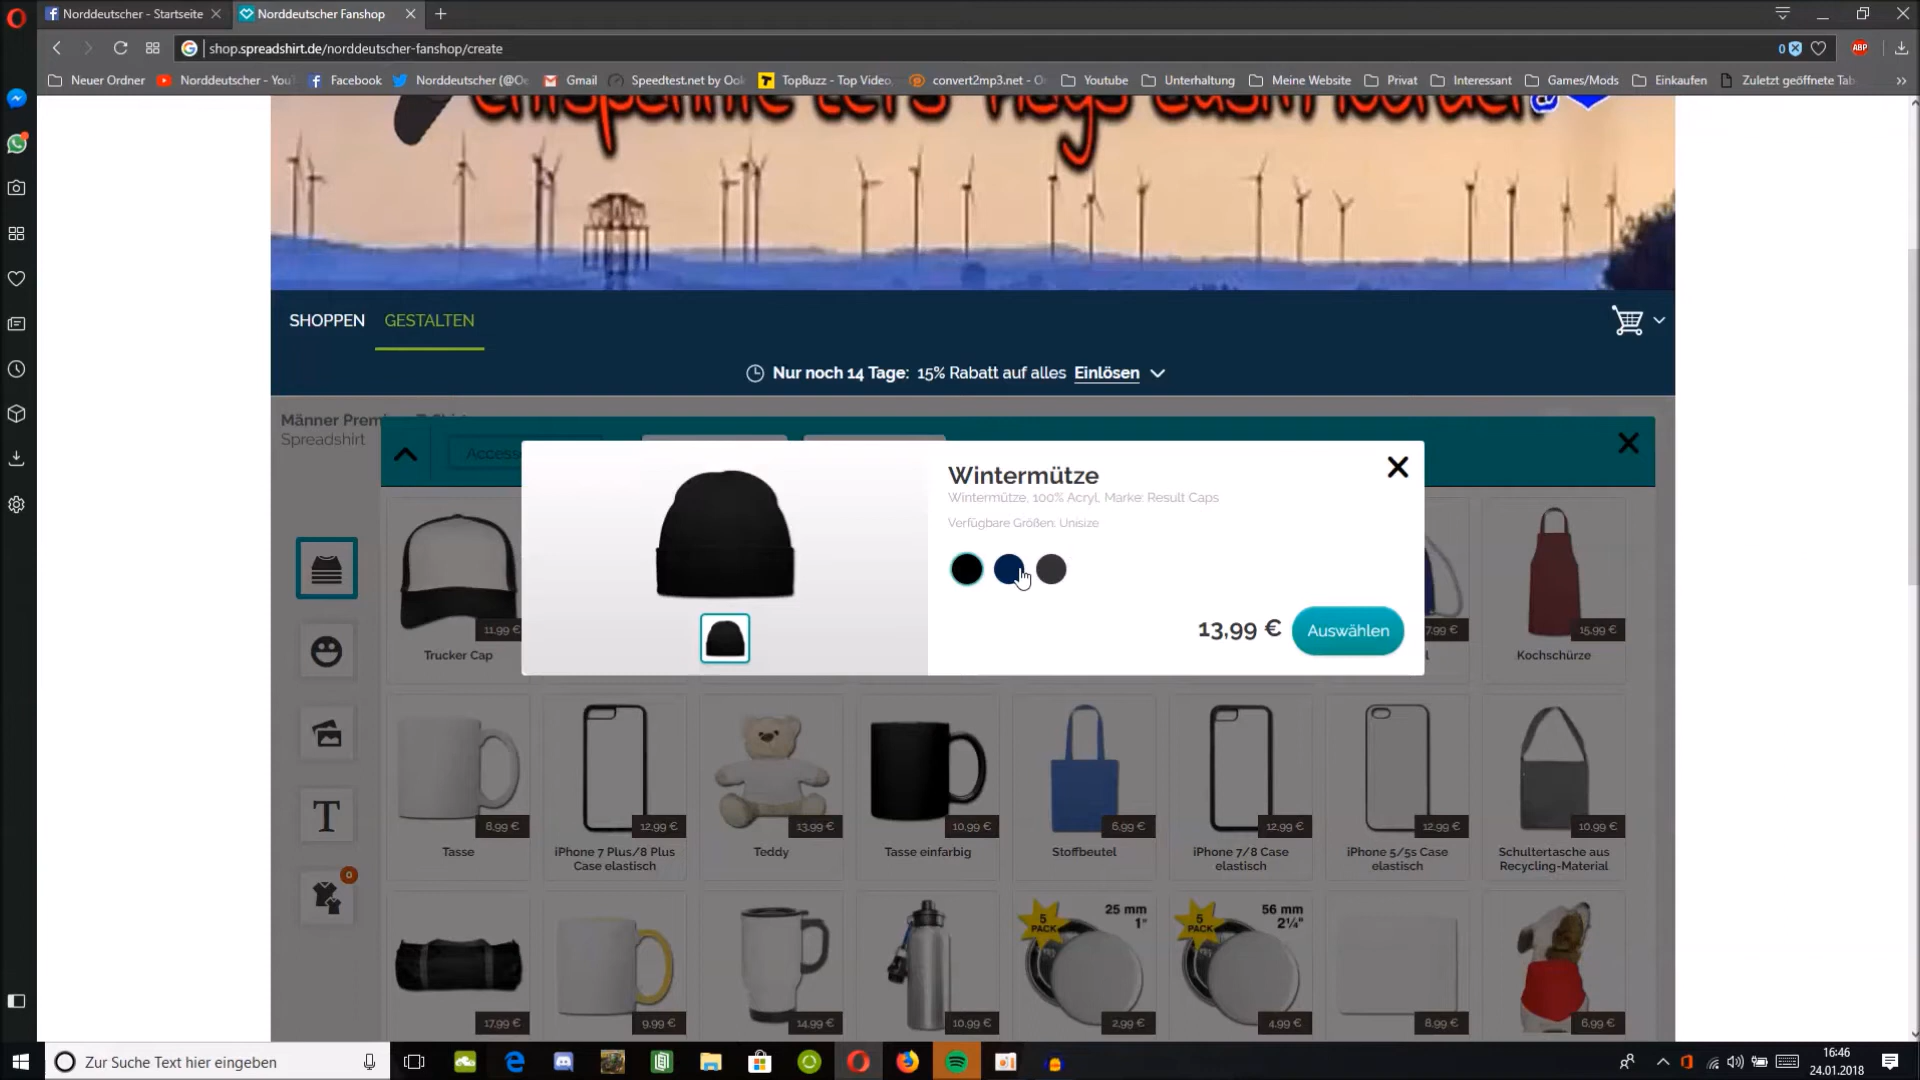 Norddeutscher - Startseite
Norddeutscher Fanshop
shop.spreadshirt.de/norddeutscher-fanshop/create
0
ABP
Neuer Ordner
Norddeutscher - You
Facebook
Norddeutscher (@Oe
Gmail
Speedtest.net by Ook
TopBuzz - Top Video,
convert2mp3.net - O
Youtube
Unterhaltung
Meine Website
Privat
Interessant
Games/Mods
Einkaufen
Zuletzt geöffnete Tab
SHOPPEN
GESTALTEN
Nur noch 14 Tage: 15% Rabatt auf alles Einlösen
Männer Prem
Spreadshirt
Access
Wintermütze
Wintermütze, 100% Acryl, Marke: Result Caps
Verfügbare Größen: Unisize
13,99 €
Auswählen
11,99 €
7,99 €
15,99 €
Trucker Cap
Kochschürze
8,99 €
12,99 €
13,99 €
10,99 €
6,99 €
12,99 €
12,99 €
10,99 €
Tasse
iPhone 7 Plus/8 Plus
Case elastisch
Teddy
Tasse einfarbig
Stoffbeutel
iPhone 7/8 Case
elastisch
iPhone 5/5s Case
elastisch
Schultertasche aus
Recycling-Material
T
0
5
PACK
25 mm
1"
5
PACK
56 mm
2¼"
17,99 €
9,99 €
14,99 €
10,99 €
2,99 €
4,99 €
8,99 €
6,99 €
Zur Suche Text hier eingeben
16:46
24.01.2018